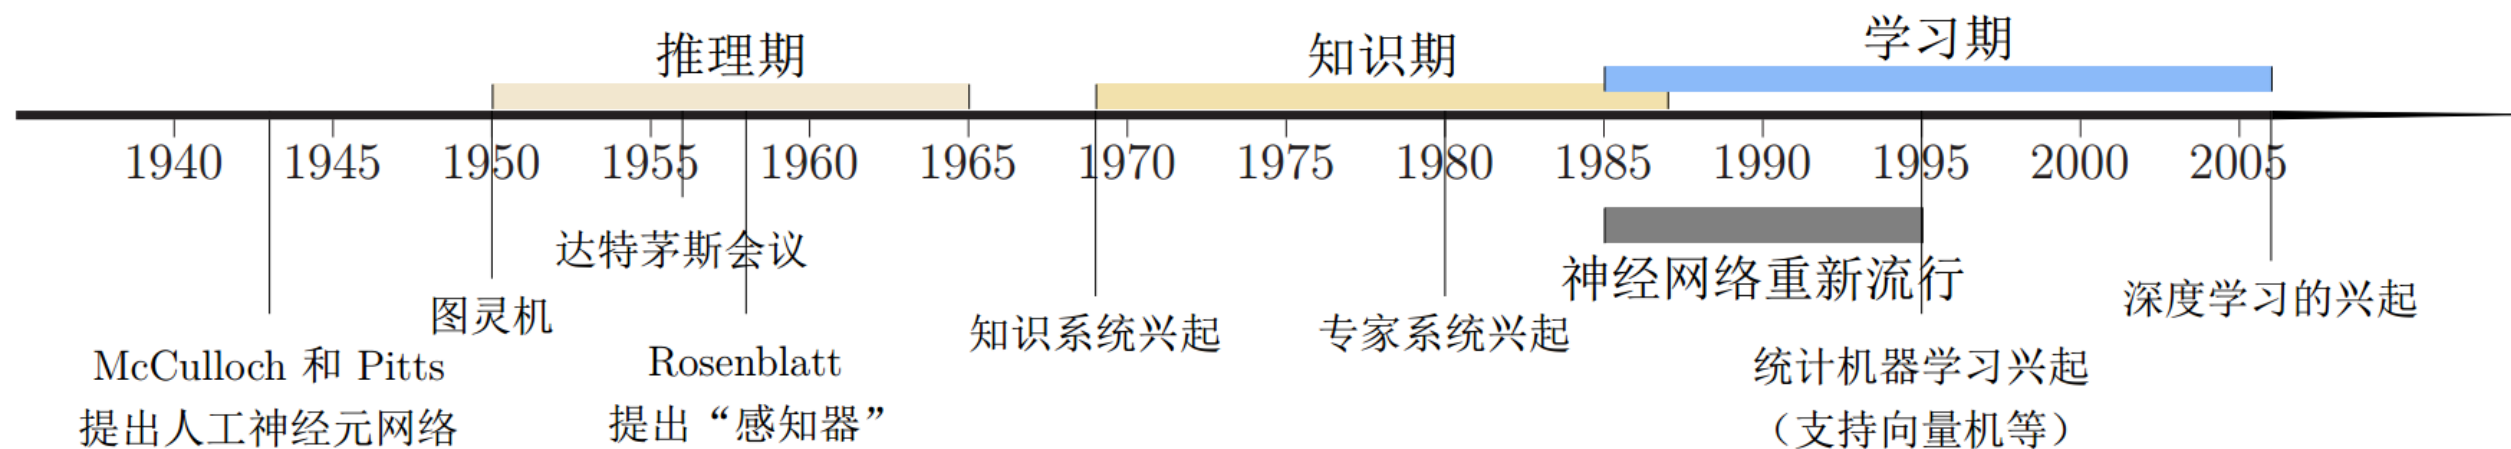 推理期
知识期
学习期
1940 1945 1950 1955 1960 1965 1970 1975 1980 1985 1990 1995 2000 2005
达特茅斯会议
神经网络重新流行
深度学习的兴起
图灵机
知识系统兴起
专家系统兴起
McCulloch 和 Pitts
提出人工神经元网络
Rosenblatt
提出“感知器”
统计机器学习兴起
（支持向量机等）